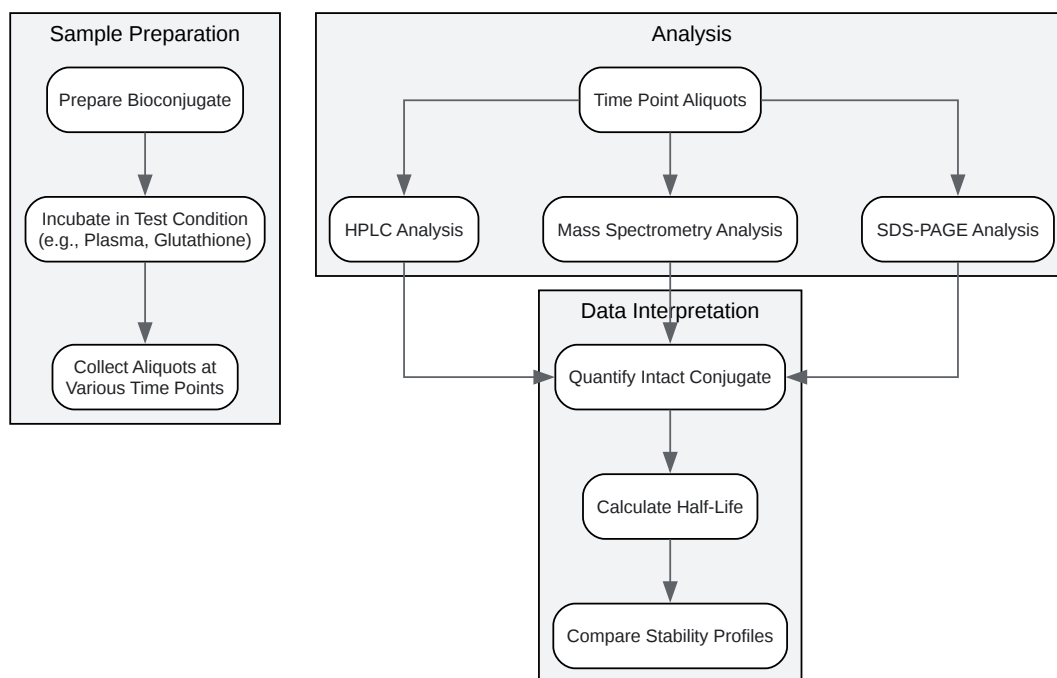 Sample Preparation
Prepare Bioconjugate
Incubate in Test Condition
(e.g., Plasma, Glutathione)
Collect Aliquots at
Various Time Points
Analysis
Time Point Aliquots
HPLC Analysis
Mass Spectrometry Analysis
SDS-PAGE Analysis
Data Interpretation
Quantify Intact Conjugate
Calculate Half-Life
Compare Stability Profiles